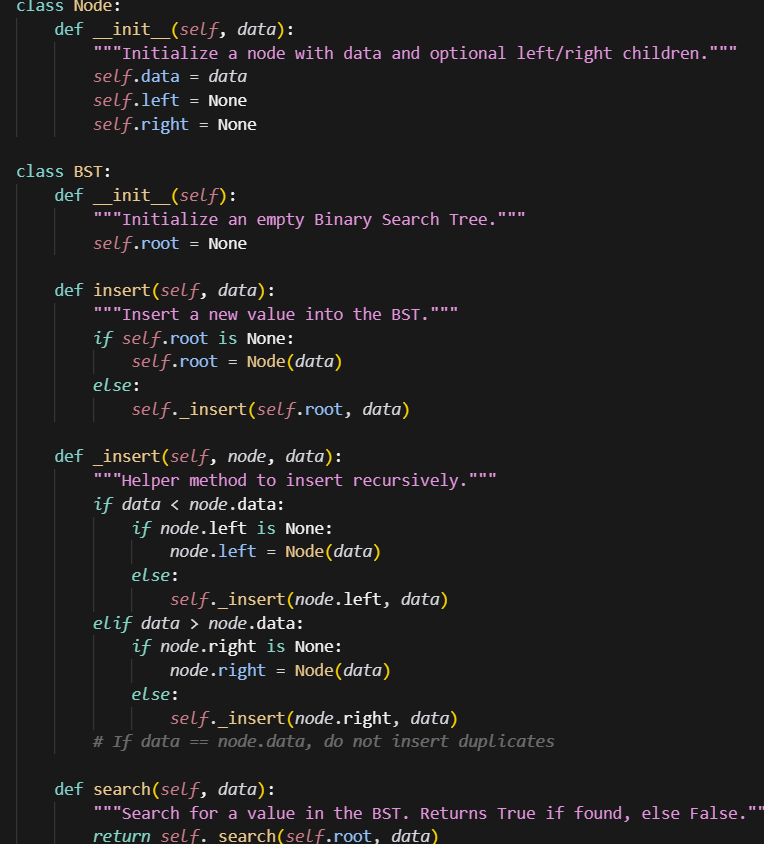 class Node:
    def __init__(self, data):
        """Initialize a node with data and optional left/right children."""
        self.data = data
        self.left = None
        self.right = None

class BST:
    def __init__(self):
        """Initialize an empty Binary Search Tree."""
        self.root = None

    def insert(self, data):
        """Insert a new value into the BST."""
        if self.root is None:
            self.root = Node(data)
        else:
            self._insert(self.root, data)

    def _insert(self, node, data):
        """Helper method to insert recursively."""
        if data < node.data:
            if node.left is None:
                node.left = Node(data)
            else:
                self._insert(node.left, data)
        elif data > node.data:
            if node.right is None:
                node.right = Node(data)
            else:
                self._insert(node.right, data)
        # If data == node.data, do not insert duplicates

    def search(self, data):
        """Search for a value in the BST. Returns True if found, else False.""
        return self._search(self.root, data)